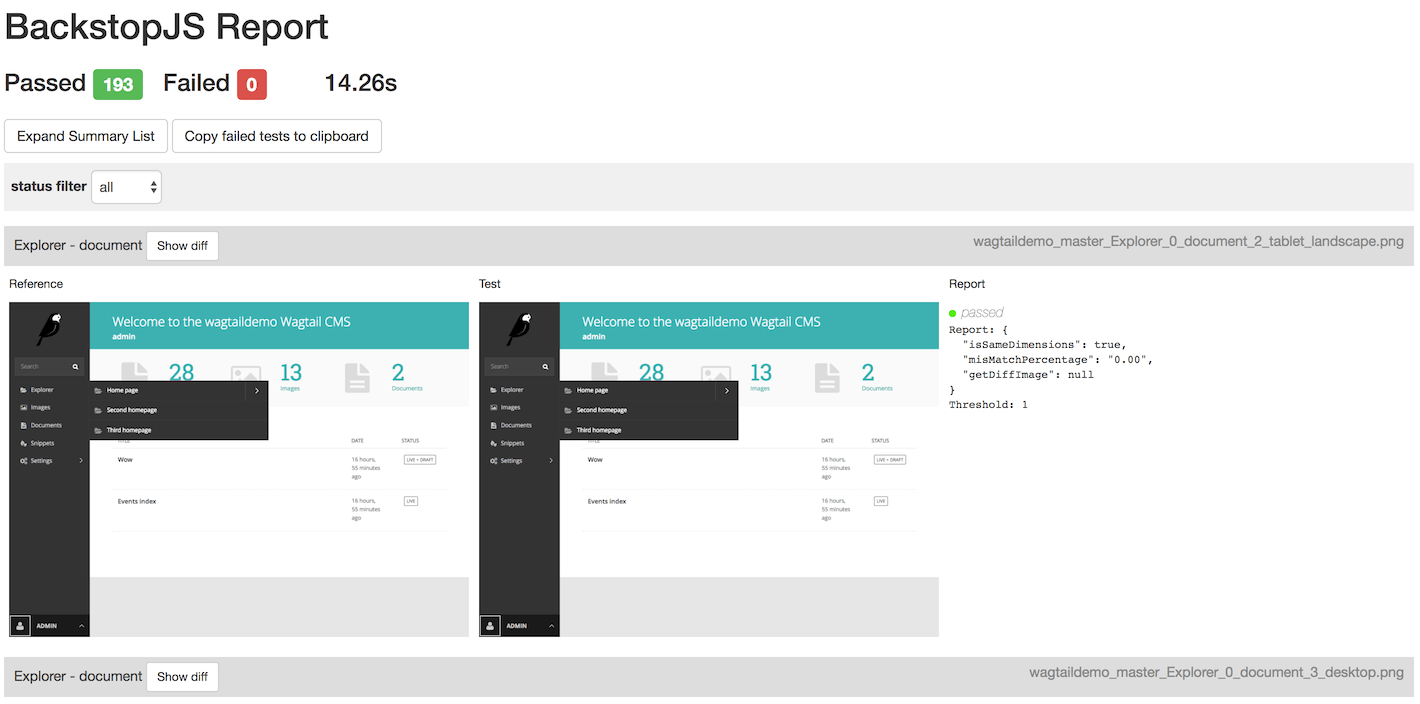 BackstopJS Report
Passed 193 Failed 0 14.26s
Expand Summary List Copy failed tests to clipboard
status filter all
Explorer - document Show diff wagtaildemo_master_Explorer_0_document_2_tablet_landscape.png
Reference Test Report
Welcome to the wagtaildemo Wagtail CMS
admin
Search
28
13 Images
2 Documents
Explorer
Home page
Images
Second homepage
Documents
Third homepage
Snippets
TITLE DATE STATUS
Settings
Wow 16 hours, 55 minutes ago LIVE + DRAFT
Events index 16 hours, 55 minutes ago LIVE
ADMIN
Welcome to the wagtaildemo Wagtail CMS
admin
Search
28
13 Images
2 Documents
Explorer
Home page
Images
Second homepage
Documents
Third homepage
Snippets
TITLE DATE STATUS
Settings
Wow 16 hours, 55 minutes ago LIVE + DRAFT
Events index 16 hours, 55 minutes ago LIVE
ADMIN
passed
Report: {
"isSameDimensions": true,
"misMatchPercentage": "0.00",
"getDiffImage": null
}
Threshold: 1
Explorer - document Show diff wagtaildemo_master_Explorer_0_document_3_desktop.png